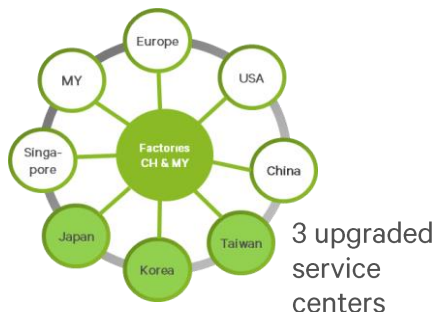 Europe
MY
USA
Factories
CH & MY
Singa-
pore
China
Japan
Taiwan
Korea
3 upgraded
service
centers